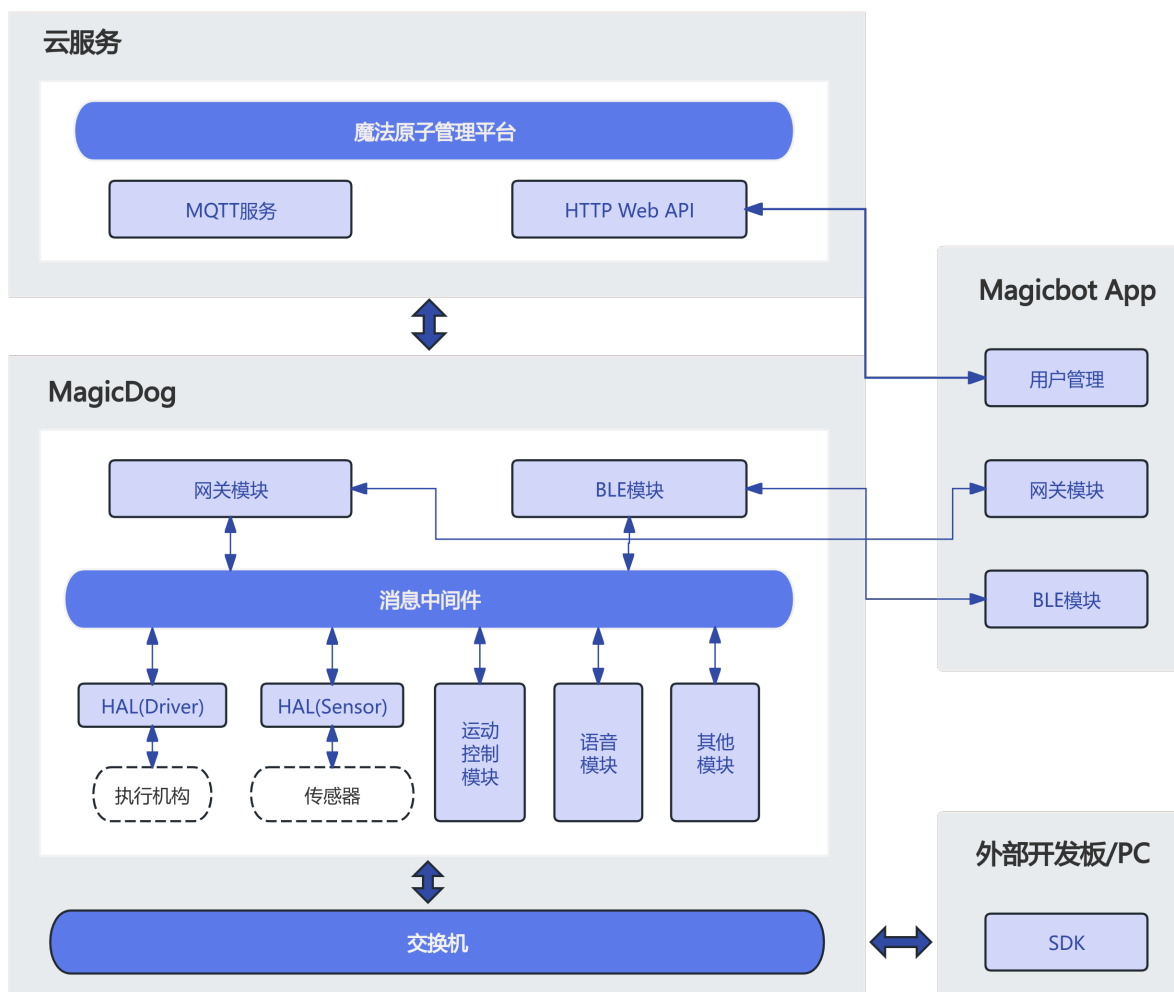 云服务
魔法原子管理平台
MQTT服务
HTTP Web API
Magicbot App
用户管理
网关模块
BLE模块
MagicDog
网关模块
BLE模块
消息中间件
HAL(Driver)
HAL(Sensor)
运动
控制
模块
语音
模块
其他
模块
执行机构
传感器
交换机
外部开发板/PC
SDK